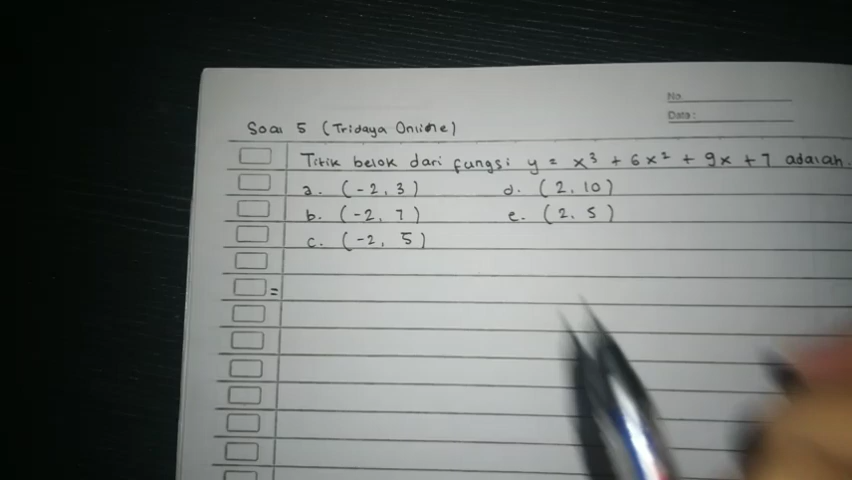 No.
Date:
Soal 5 (Tridaya Online)
Titik belok dari fungsi y = x³ + 6x² + 9x + 7 adalah.
a. (-2, 3) d. (2, 10)
b. (-2, 7) e. (2, 5)
c. (-2, 5)
=